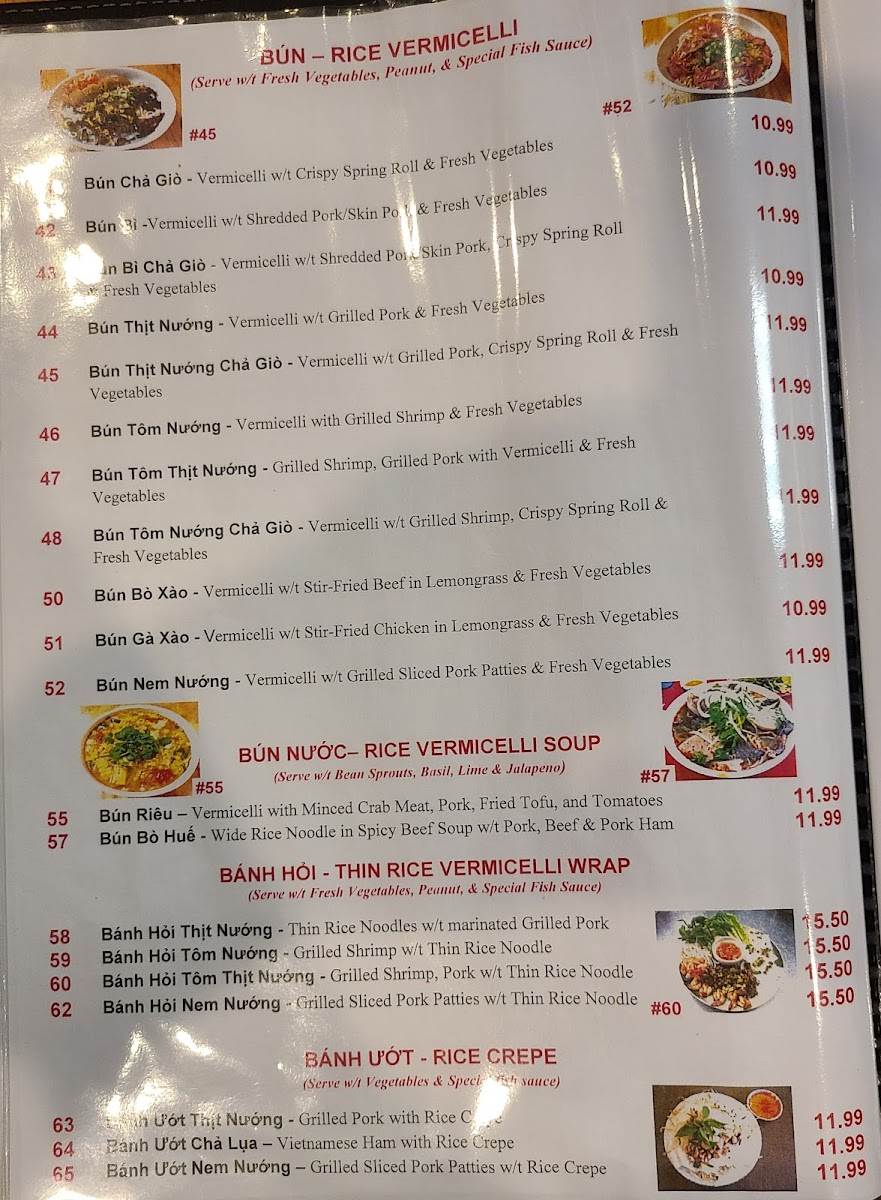 BÚN – RICE VERMICELLI
(Serve w/t Fresh Vegetables, Peanut, & Special Fish Sauce)
#45
#52
Bún Chả Giò - Vermicelli w/t Crispy Spring Roll & Fresh Vegetables 10.99
42 Bún Bì -Vermicelli w/t Shredded Pork/Skin & Fresh Vegetables 10.99
43 Bì Chả Giò - Vermicelli w/t Shredded Pork/Skin Pork, Crispy Spring Roll 11.99
& Fresh Vegetables
44 Bún Thịt Nướng - Vermicelli w/t Grilled Pork & Fresh Vegetables 10.99
45 Bún Thịt Nướng Chả Giò - Vermicelli w/t Grilled Pork, Crispy Spring Roll & Fresh 11.99
Vegetables
46 Bún Tôm Nướng - Vermicelli with Grilled Shrimp & Fresh Vegetables 11.99
47 Bún Tôm Thịt Nướng - Grilled Shrimp, Grilled Pork with Vermicelli & Fresh 11.99
Vegetables
48 Bún Tôm Nướng Chả Giò - Vermicelli w/t Grilled Shrimp, Crispy Spring Roll & 11.99
Fresh Vegetables
50 Bún Bò Xào - Vermicelli w/t Stir-Fried Beef in Lemongrass & Fresh Vegetables 11.99
51 Bún Gà Xào - Vermicelli w/t Stir-Fried Chicken in Lemongrass & Fresh Vegetables 10.99
52 Bún Nem Nướng - Vermicelli w/t Grilled Sliced Pork Patties & Fresh Vegetables 11.99
BÚN NƯỚC– RICE VERMICELLI SOUP
(Serve w/t Bean Sprouts, Basil, Lime & Jalapeno)
#55
#57
55 Bún Riêu – Vermicelli with Minced Crab Meat, Pork, Fried Tofu, and Tomatoes 11.99
57 Bún Bò Huế - Wide Rice Noodle in Spicy Beef Soup w/t Pork, Beef & Pork Ham 11.99
BÁNH HỎI - THIN RICE VERMICELLI WRAP
(Serve w/t Fresh Vegetables, Peanut, & Special Fish Sauce)
58 Bánh Hỏi Thịt Nướng - Thin Rice Noodles w/t marinated Grilled Pork 15.50
59 Bánh Hỏi Tôm Nướng - Grilled Shrimp w/t Thin Rice Noodle 15.50
60 Bánh Hỏi Tôm Thịt Nướng - Grilled Shrimp, Pork w/t Thin Rice Noodle 15.50
62 Bánh Hỏi Nem Nướng - Grilled Sliced Pork Patties w/t Thin Rice Noodle 15.50
#60
BÁNH ƯỚT - RICE CREPE
(Serve w/t Vegetables & Special fish sauce)
63 Bánh Ướt Thịt Nướng - Grilled Pork with Rice Crepe 11.99
64 Bánh Ướt Chả Lụa – Vietnamese Ham with Rice Crepe 11.99
65 Bánh Ướt Nem Nướng – Grilled Sliced Pork Patties w/t Rice Crepe 11.99